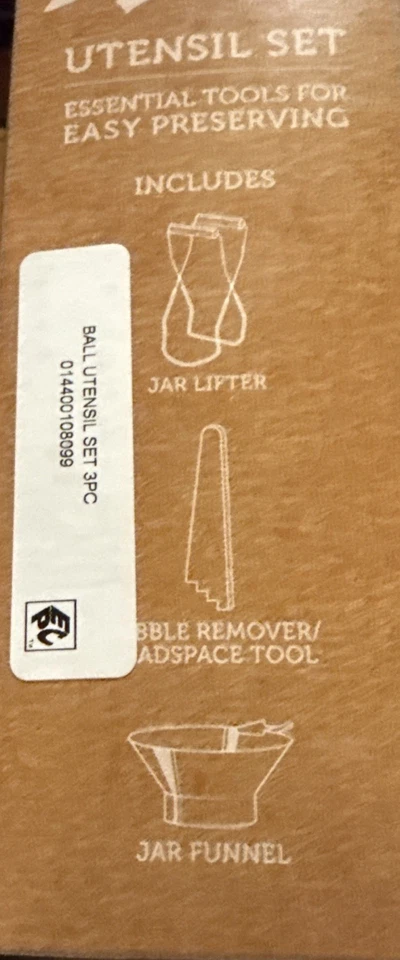 UTENSIL SET
ESSENTIAL TOOLS FOR
EASY PRESERVING
INCLUDES
JAR LIFTER
BALL UTENSIL SET 3PC
014400108099
BBLE REMOVER/
ADSPACE TOOL
JAR FUNNEL